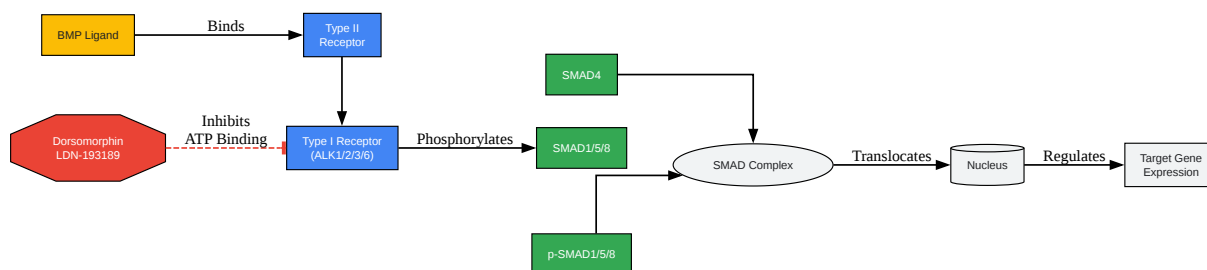 BMP Ligand
Binds
Type II
Receptor
Dorsomorphin
LDN-193189
Inhibits
ATP Binding
Type I Receptor
(ALK1/2/3/6)
Phosphorylates
SMAD4
SMAD1/5/8
p-SMAD1/5/8
SMAD Complex
Translocates
Nucleus
Regulates
Target Gene
Expression